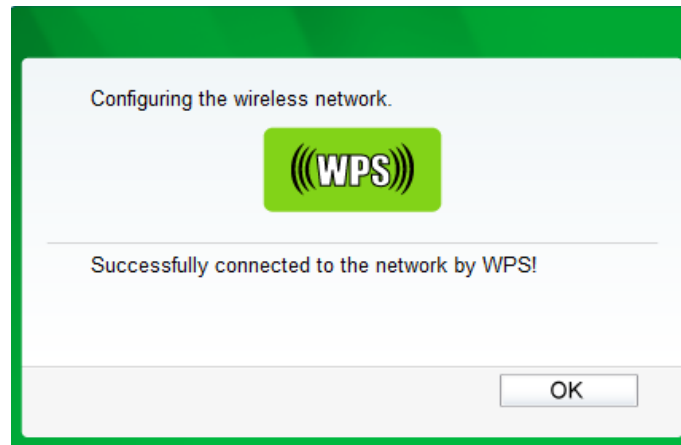 Configuring the wireless network.
WPS
Successfully connected to the network by WPS!
OK